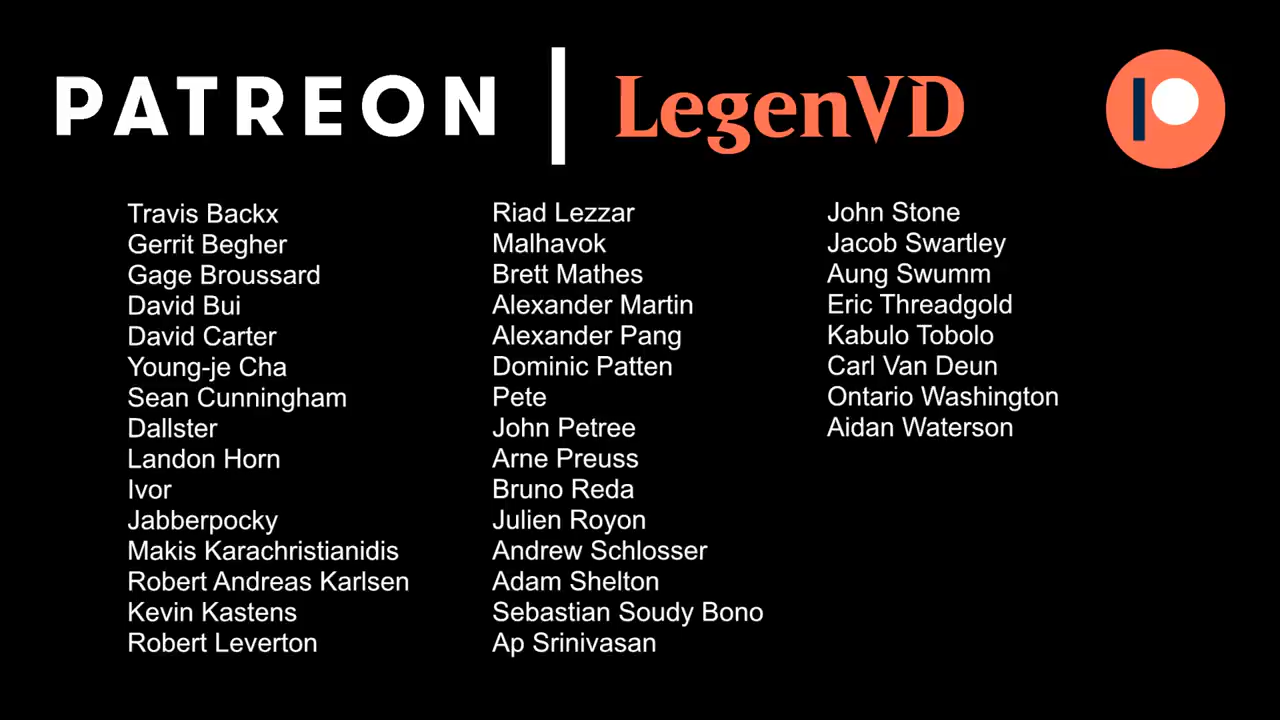 PATREON | LegenVD
Travis Backx
Gerrit Begher
Gage Broussard
David Bui
David Carter
Young-je Cha
Sean Cunningham
Dallster
Landon Horn
Ivor
Jabberpocky
Makis Karachristianidis
Robert Andreas Karlsen
Kevin Kastens
Robert Leverton
Riad Lezzar
Malhavok
Brett Mathes
Alexander Martin
Alexander Pang
Dominic Patten
Pete
John Petree
Arne Preuss
Bruno Reda
Julien Royon
Andrew Schlosser
Adam Shelton
Sebastian Soudy Bono
Ap Srinivasan
John Stone
Jacob Swartley
Aung Swumm
Eric Threadgold
Kabulo Tobolo
Carl Van Deun
Ontario Washington
Aidan Waterson